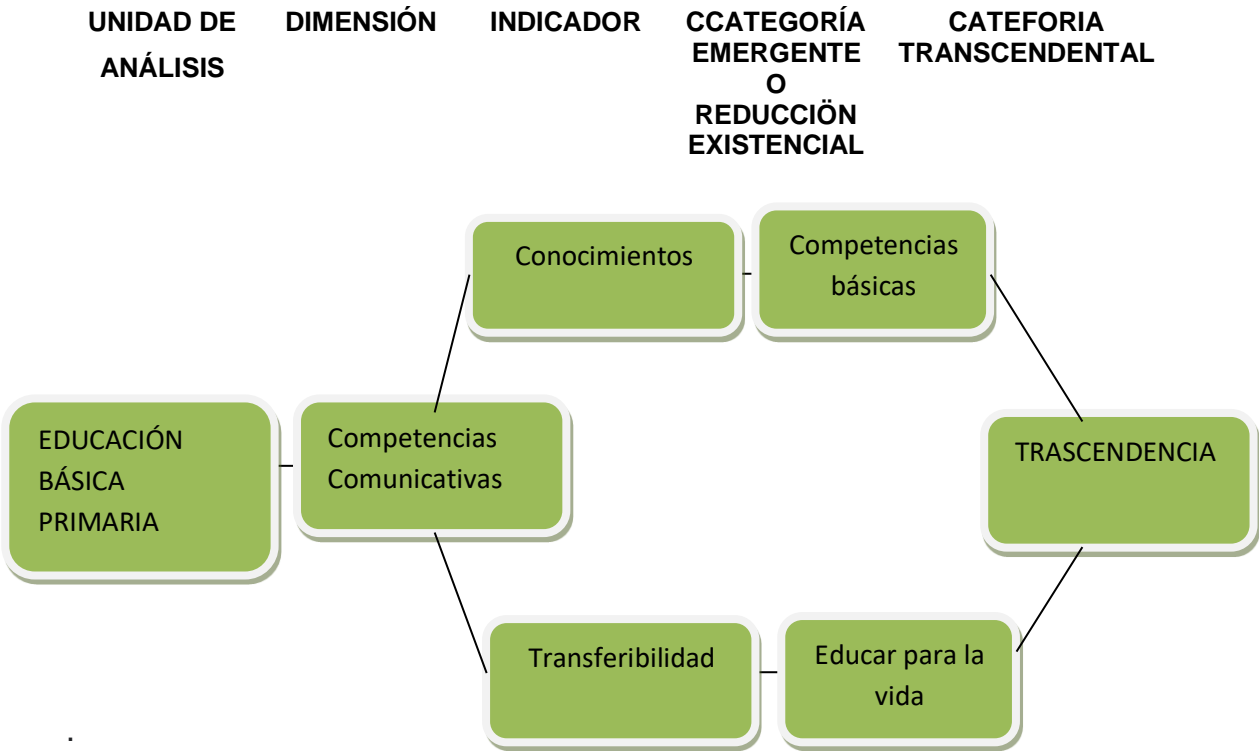 UNIDAD DE
ANÁLISIS
DIMENSIÓN
INDICADOR
CCATEGORÍA
EMERGENTE
O
REDUCCIÖN
EXISTENCIAL
CATEFORIA
TRANSCENDENTAL
Conocimientos
Competencias
básicas
EDUCACIÓN
BÁSICA
PRIMARIA
Competencias
Comunicativas
TRASCENDENCIA
Transferibilidad
Educar para la
vida
.